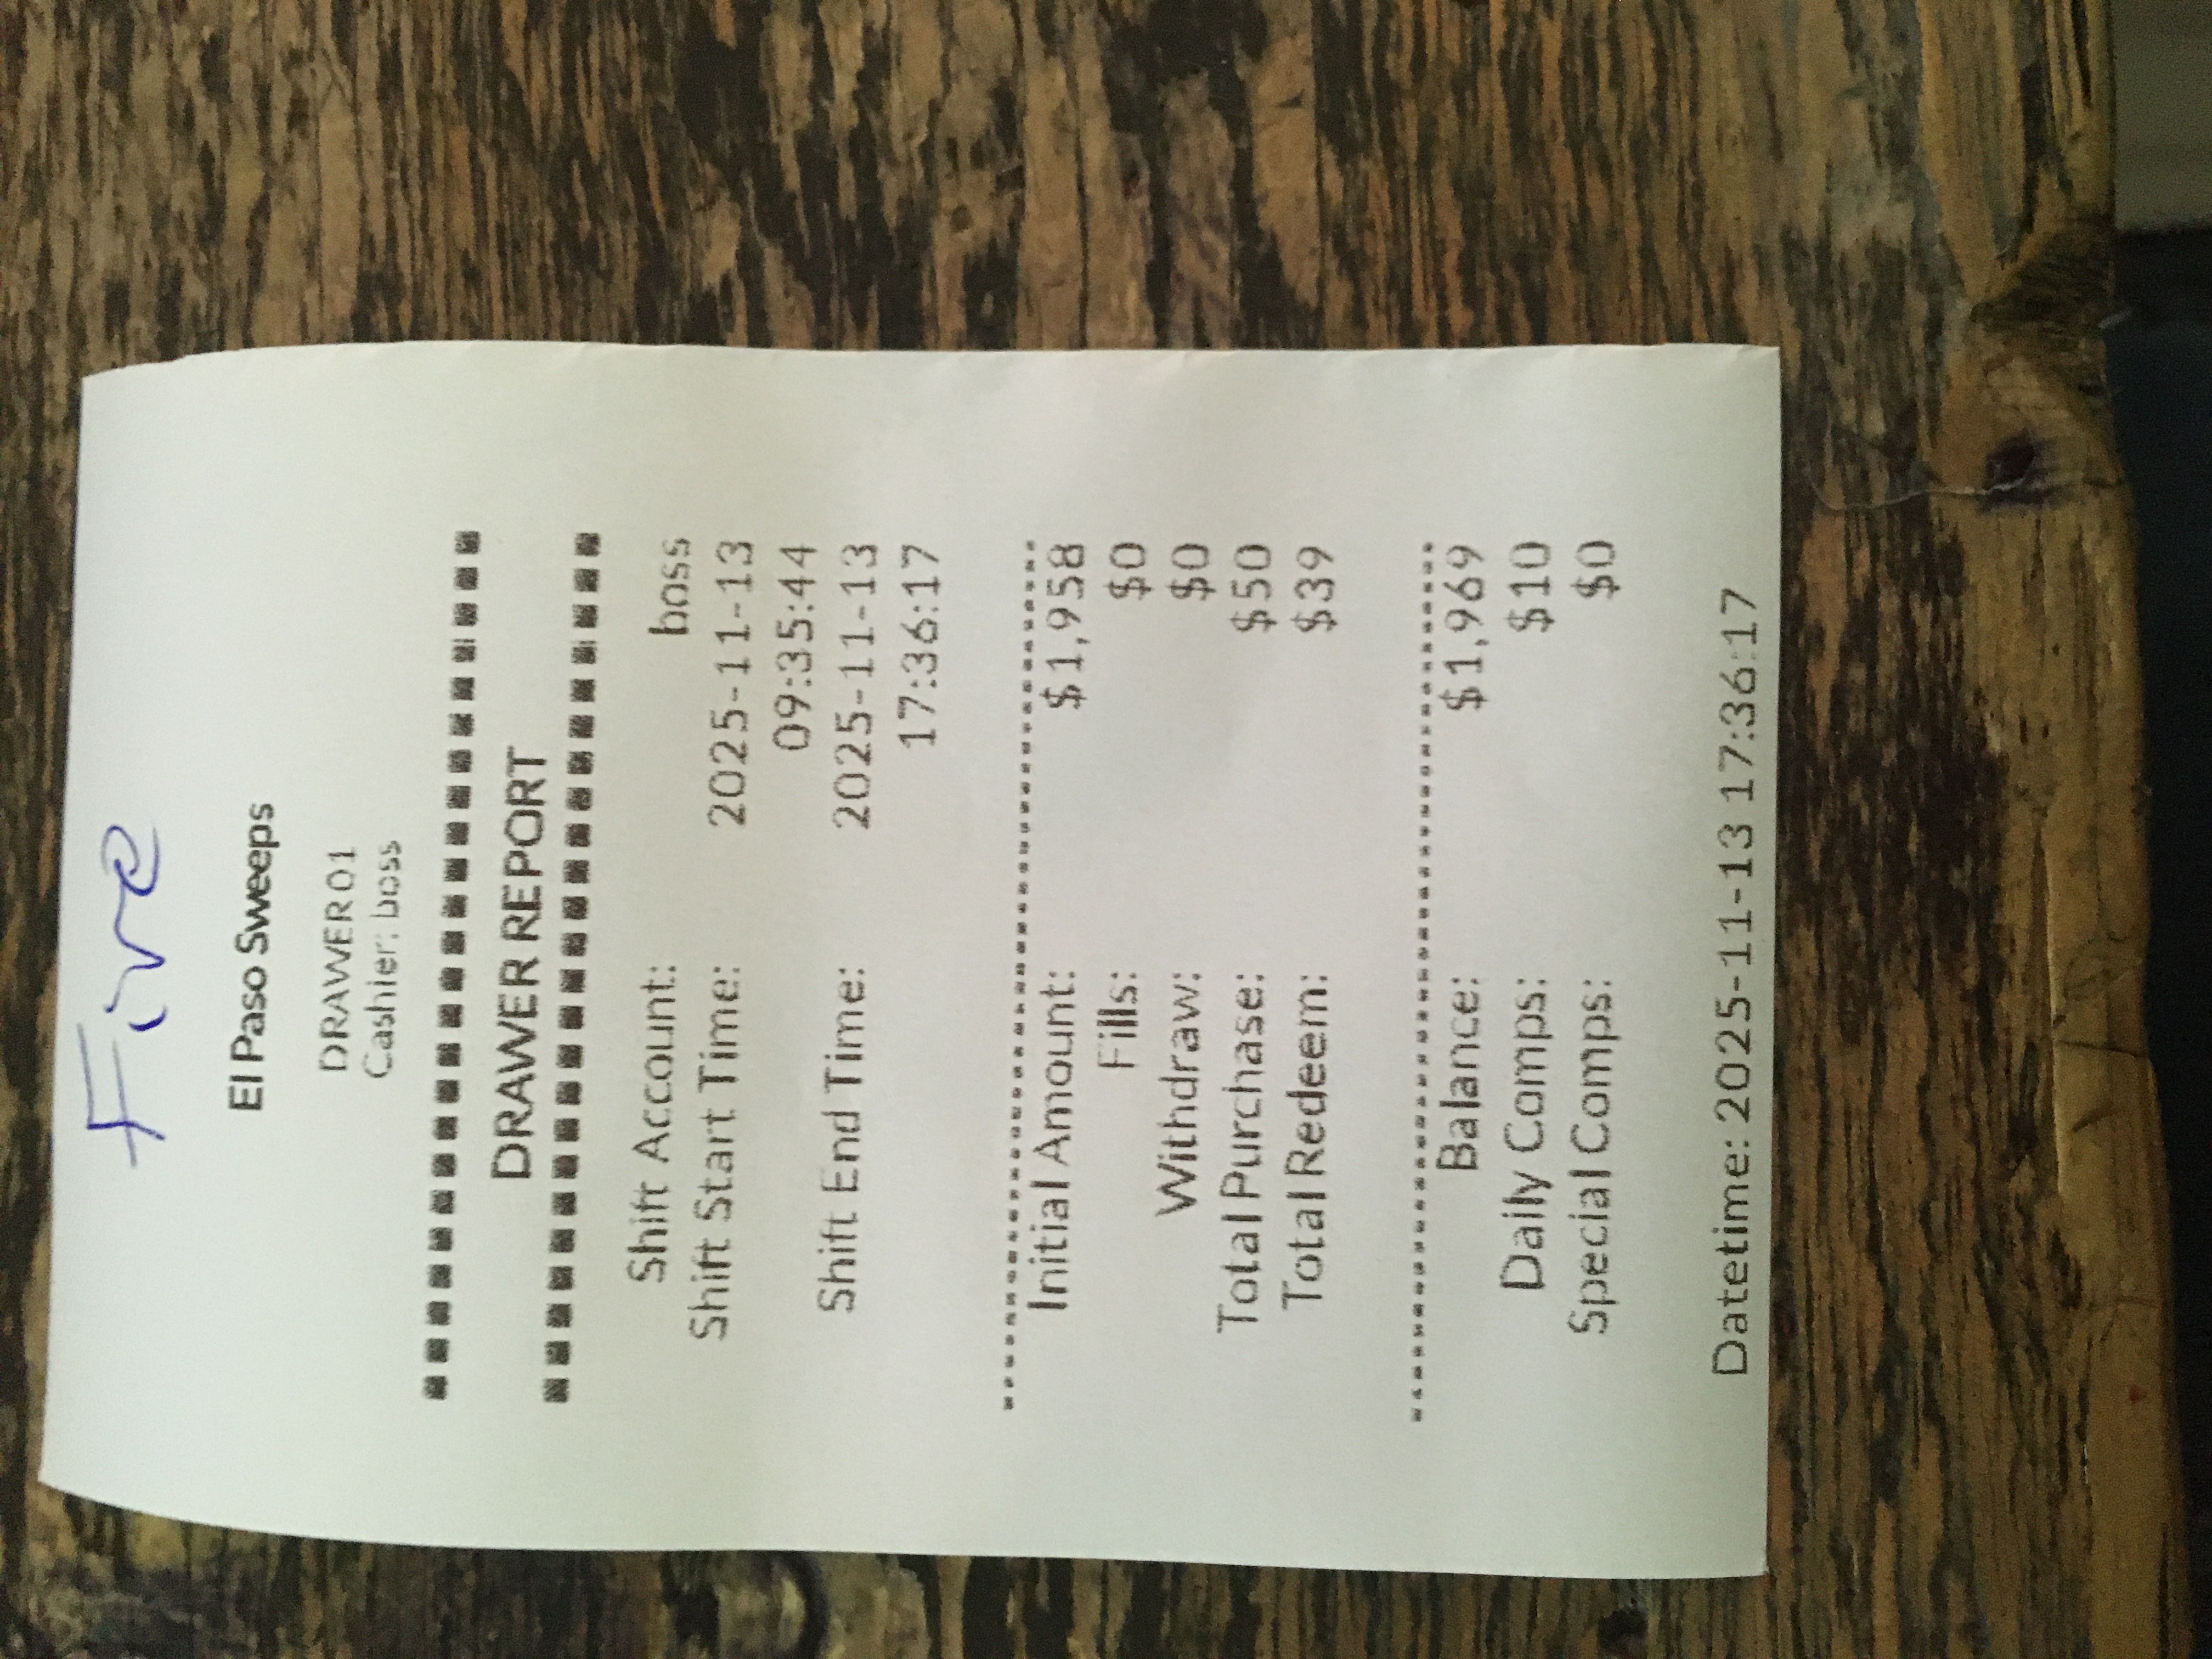 Five
El Paso Sweeps
DRAWER 01
Cashier: boss
DRAWER REPORT
Shift Account: boss
Shift Start Time: 2025-11-13
09:35:44
Shift End Time: 2025-11-13
17:36:17
Initial Amount: $1,958
Fills: $0
Withdraw: $0
Total Purchase: $50
Total Redeem: $39
Balance: $1,969
Daily Comps: $10
Special Comps: $0
Datetime: 2025-11-13 17:36:17